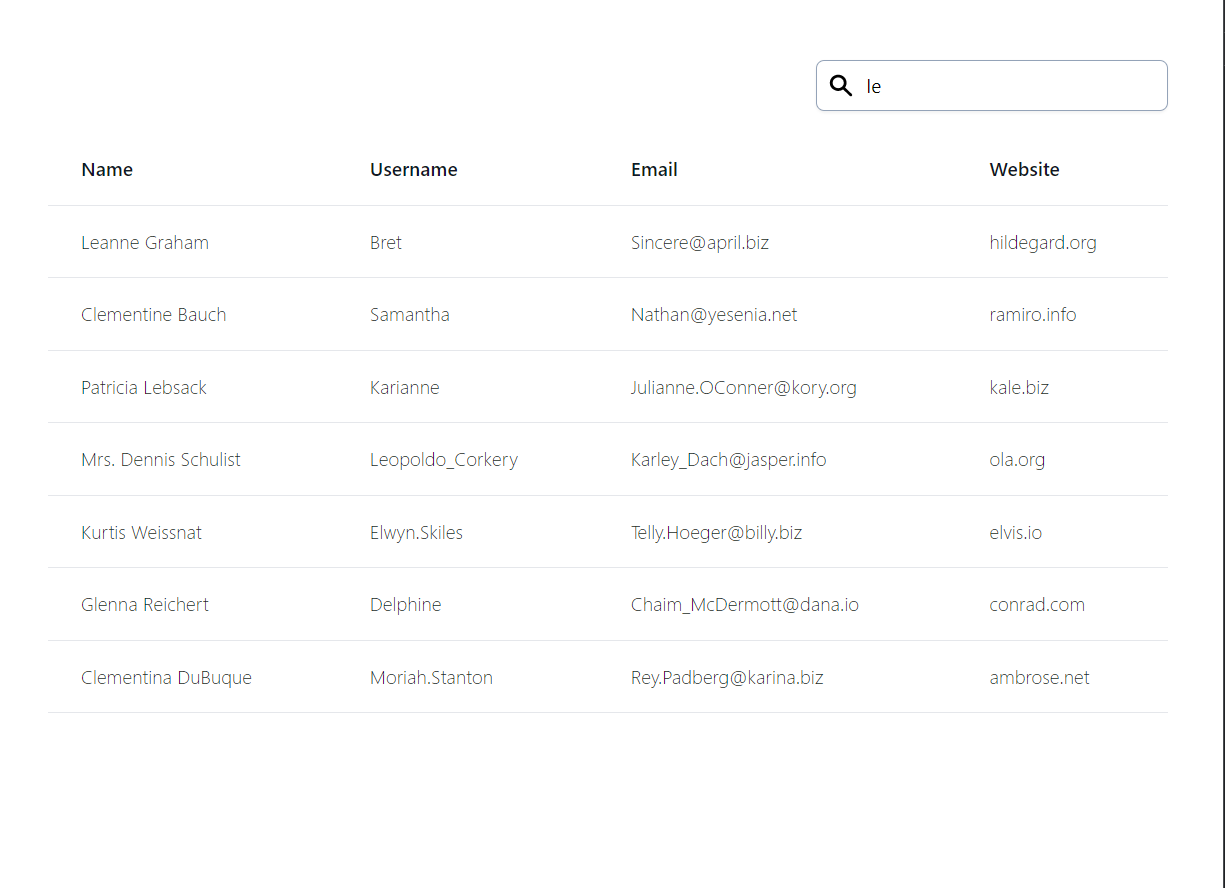 le
Name Username Email Website
Leanne Graham Bret Sincere@april.biz hildegard.org
Clementine Bauch Samantha Nathan@yesenia.net ramiro.info
Patricia Lebsack Karianne Julianne.OConner@kory.org kale.biz
Mrs. Dennis Schulist Leopoldo_Corkery Karley_Dach@jasper.info ola.org
Kurtis Weissnat Elwyn.Skiles Telly.Hoeger@billy.biz elvis.io
Glenna Reichert Delphine Chaim_McDermott@dana.io conrad.com
Clementina DuBuque Moriah.Stanton Rey.Padberg@karina.biz ambrose.net